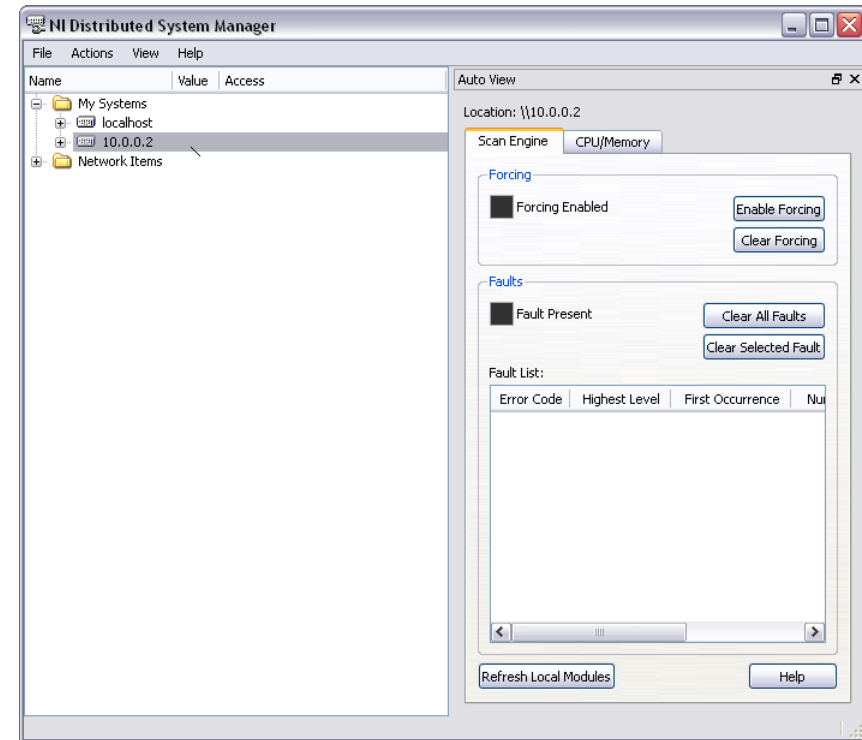 NI Distributed System Manager
File Actions View Help
Name Value Access
My Systems
localhost
10.0.0.2
Network Items
Auto View
Location: \\10.0.0.2
Scan Engine CPU/Memory
Forcing
Forcing Enabled
Enable Forcing
Clear Forcing
Faults
Fault Present
Clear All Faults
Clear Selected Fault
Fault List:
Error Code Highest Level First Occurrence
Refresh Local Modules Help